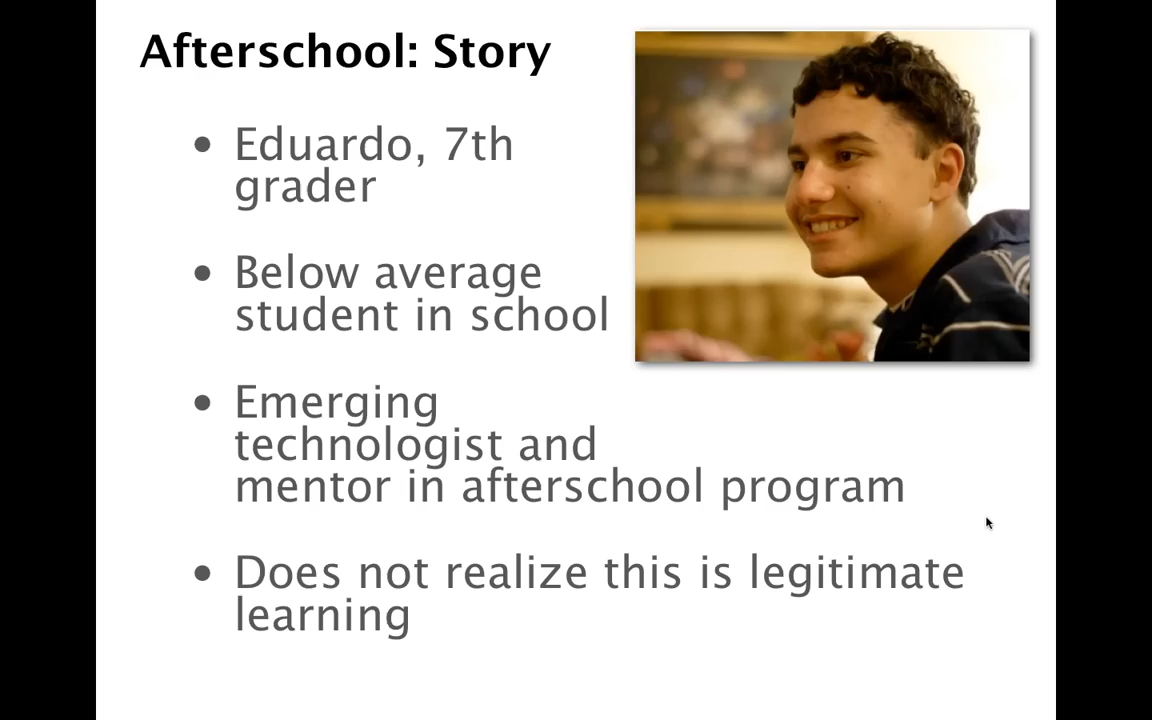 Afterschool: Story
• Eduardo, 7th
grader
• Below average
student in school
• Emerging
technologist and
mentor in afterschool program
• Does not realize this is legitimate
learning